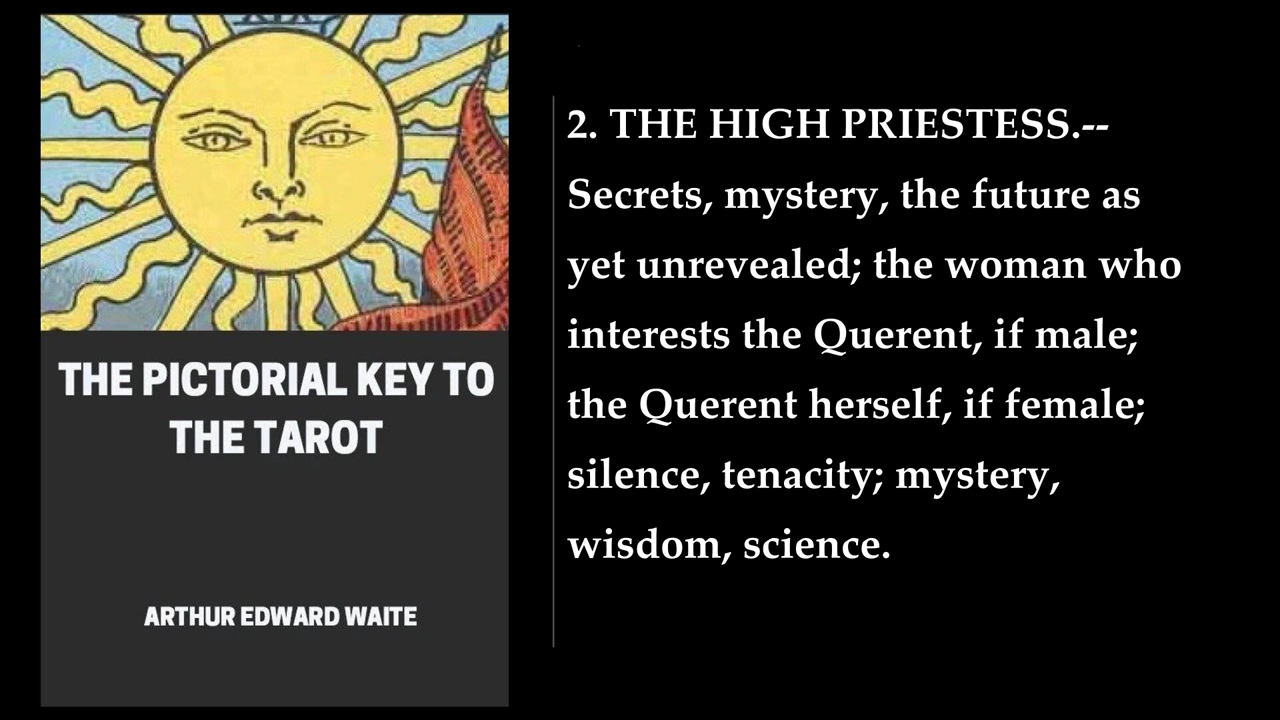 XIX
THE PICTORIAL KEY TO
THE TAROT
ARTHUR EDWARD WAITE
2. THE HIGH PRIESTESS.--
Secrets, mystery, the future as
yet unrevealed; the woman who
interests the Querent, if male;
the Querent herself, if female;
silence, tenacity; mystery,
wisdom, science.